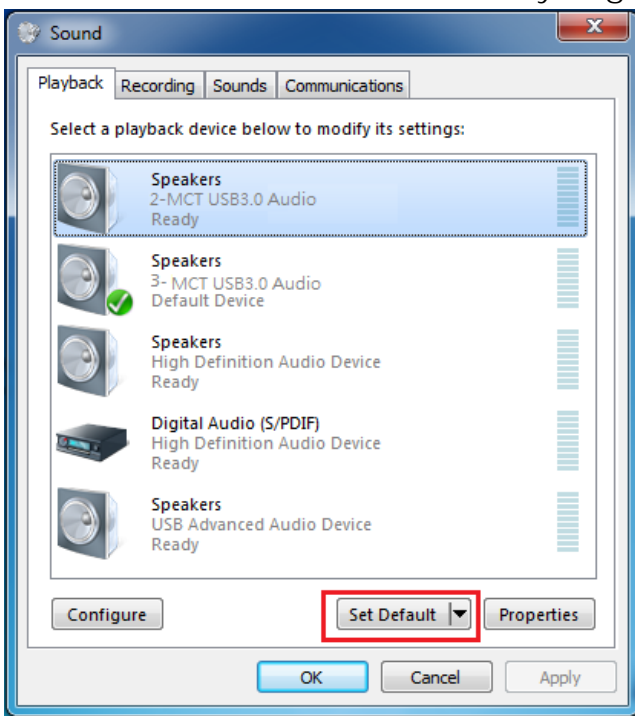 Sound
Playback Recording Sounds Communications
Select a playback device below to modify its settings:
Speakers
2-MCT USB3.0 Audio
Ready
Speakers
3- MCT USB3.0 Audio
Default Device
Speakers
High Definition Audio Device
Ready
Digital Audio (S/PDIF)
High Definition Audio Device
Ready
Speakers
USB Advanced Audio Device
Ready
Configure Set Default Properties
OK Cancel Apply